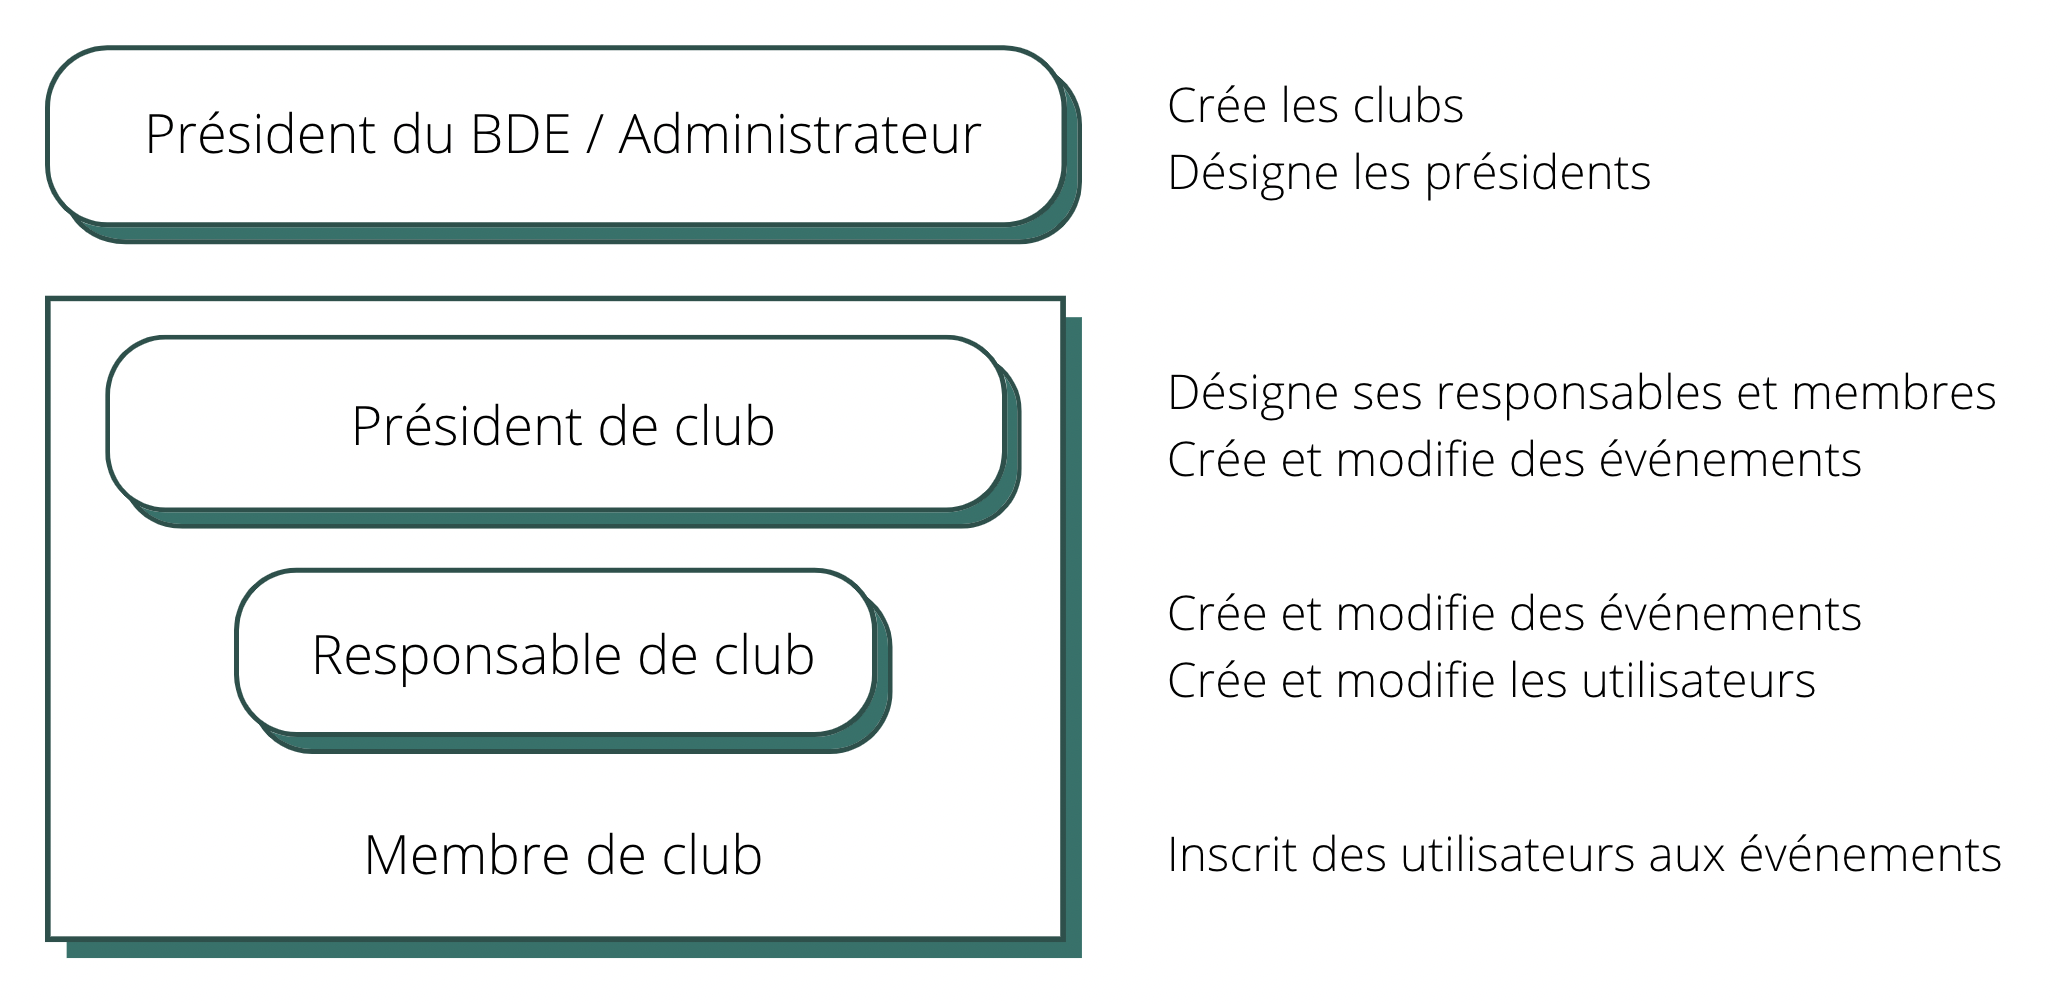 Président du BDE / Administrateur
Crée les clubs
Désigne les présidents
Président de club
Désigne ses responsables et membres
Crée et modifie des événements
Responsable de club
Crée et modifie des événements
Crée et modifie les utilisateurs
Membre de club
Inscrit des utilisateurs aux événements